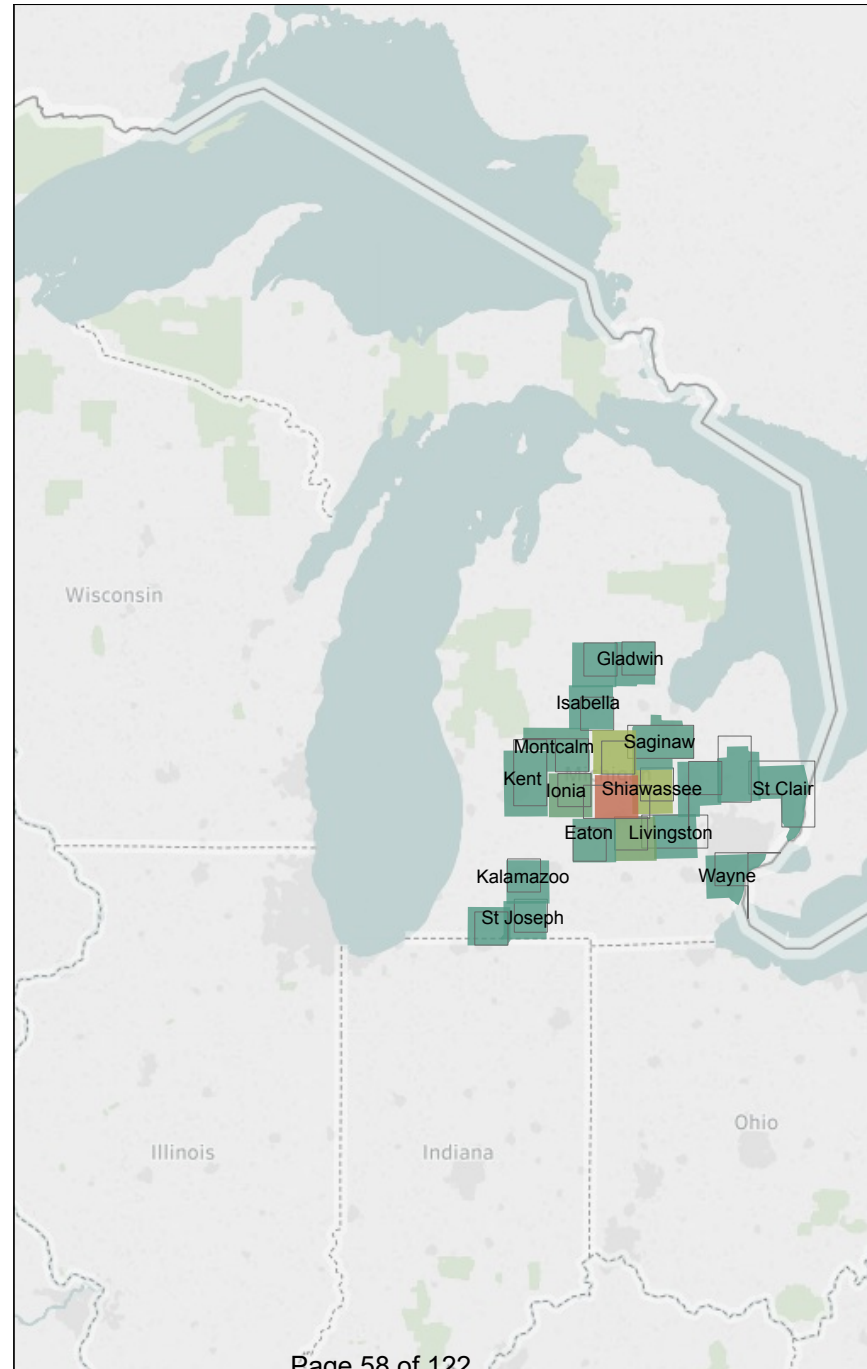 Wisconsin
Gladwin
Isabella
Montcalm
Saginaw
Kent
Ionia
Shiawassee
St Clair
Eaton
Livingston
Kalamazoo
Wayne
St Joseph
Illinois
Indiana
Ohio
Page 58 of 122